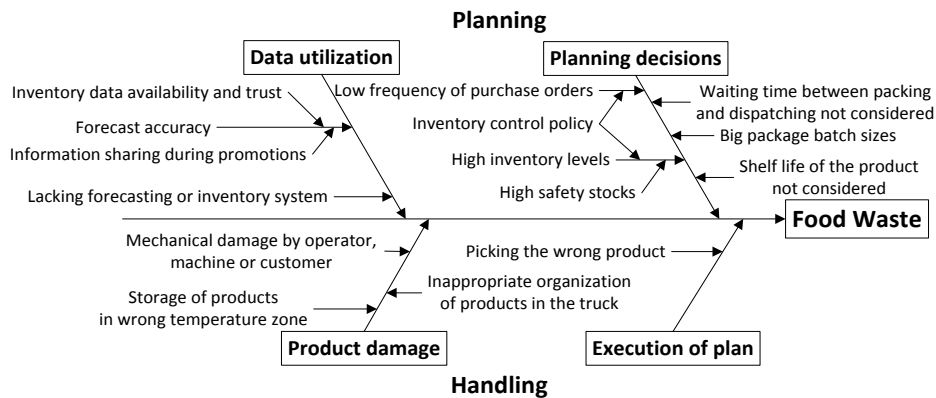 Planning
Data utilization
Planning decisions
Inventory data availability and trust
Forecast accuracy
Information sharing during promotions
Lacking forecasting or inventory system
Low frequency of purchase orders
Inventory control policy
High inventory levels
High safety stocks
Waiting time between packing
and dispatching not considered
Big package batch sizes
Shelf life of the product
not considered
Food Waste
Mechanical damage by operator,
machine or customer
Storage of products
in wrong temperature zone
Inappropriate organization
of products in the truck
Picking the wrong product
Product damage
Execution of plan
Handling